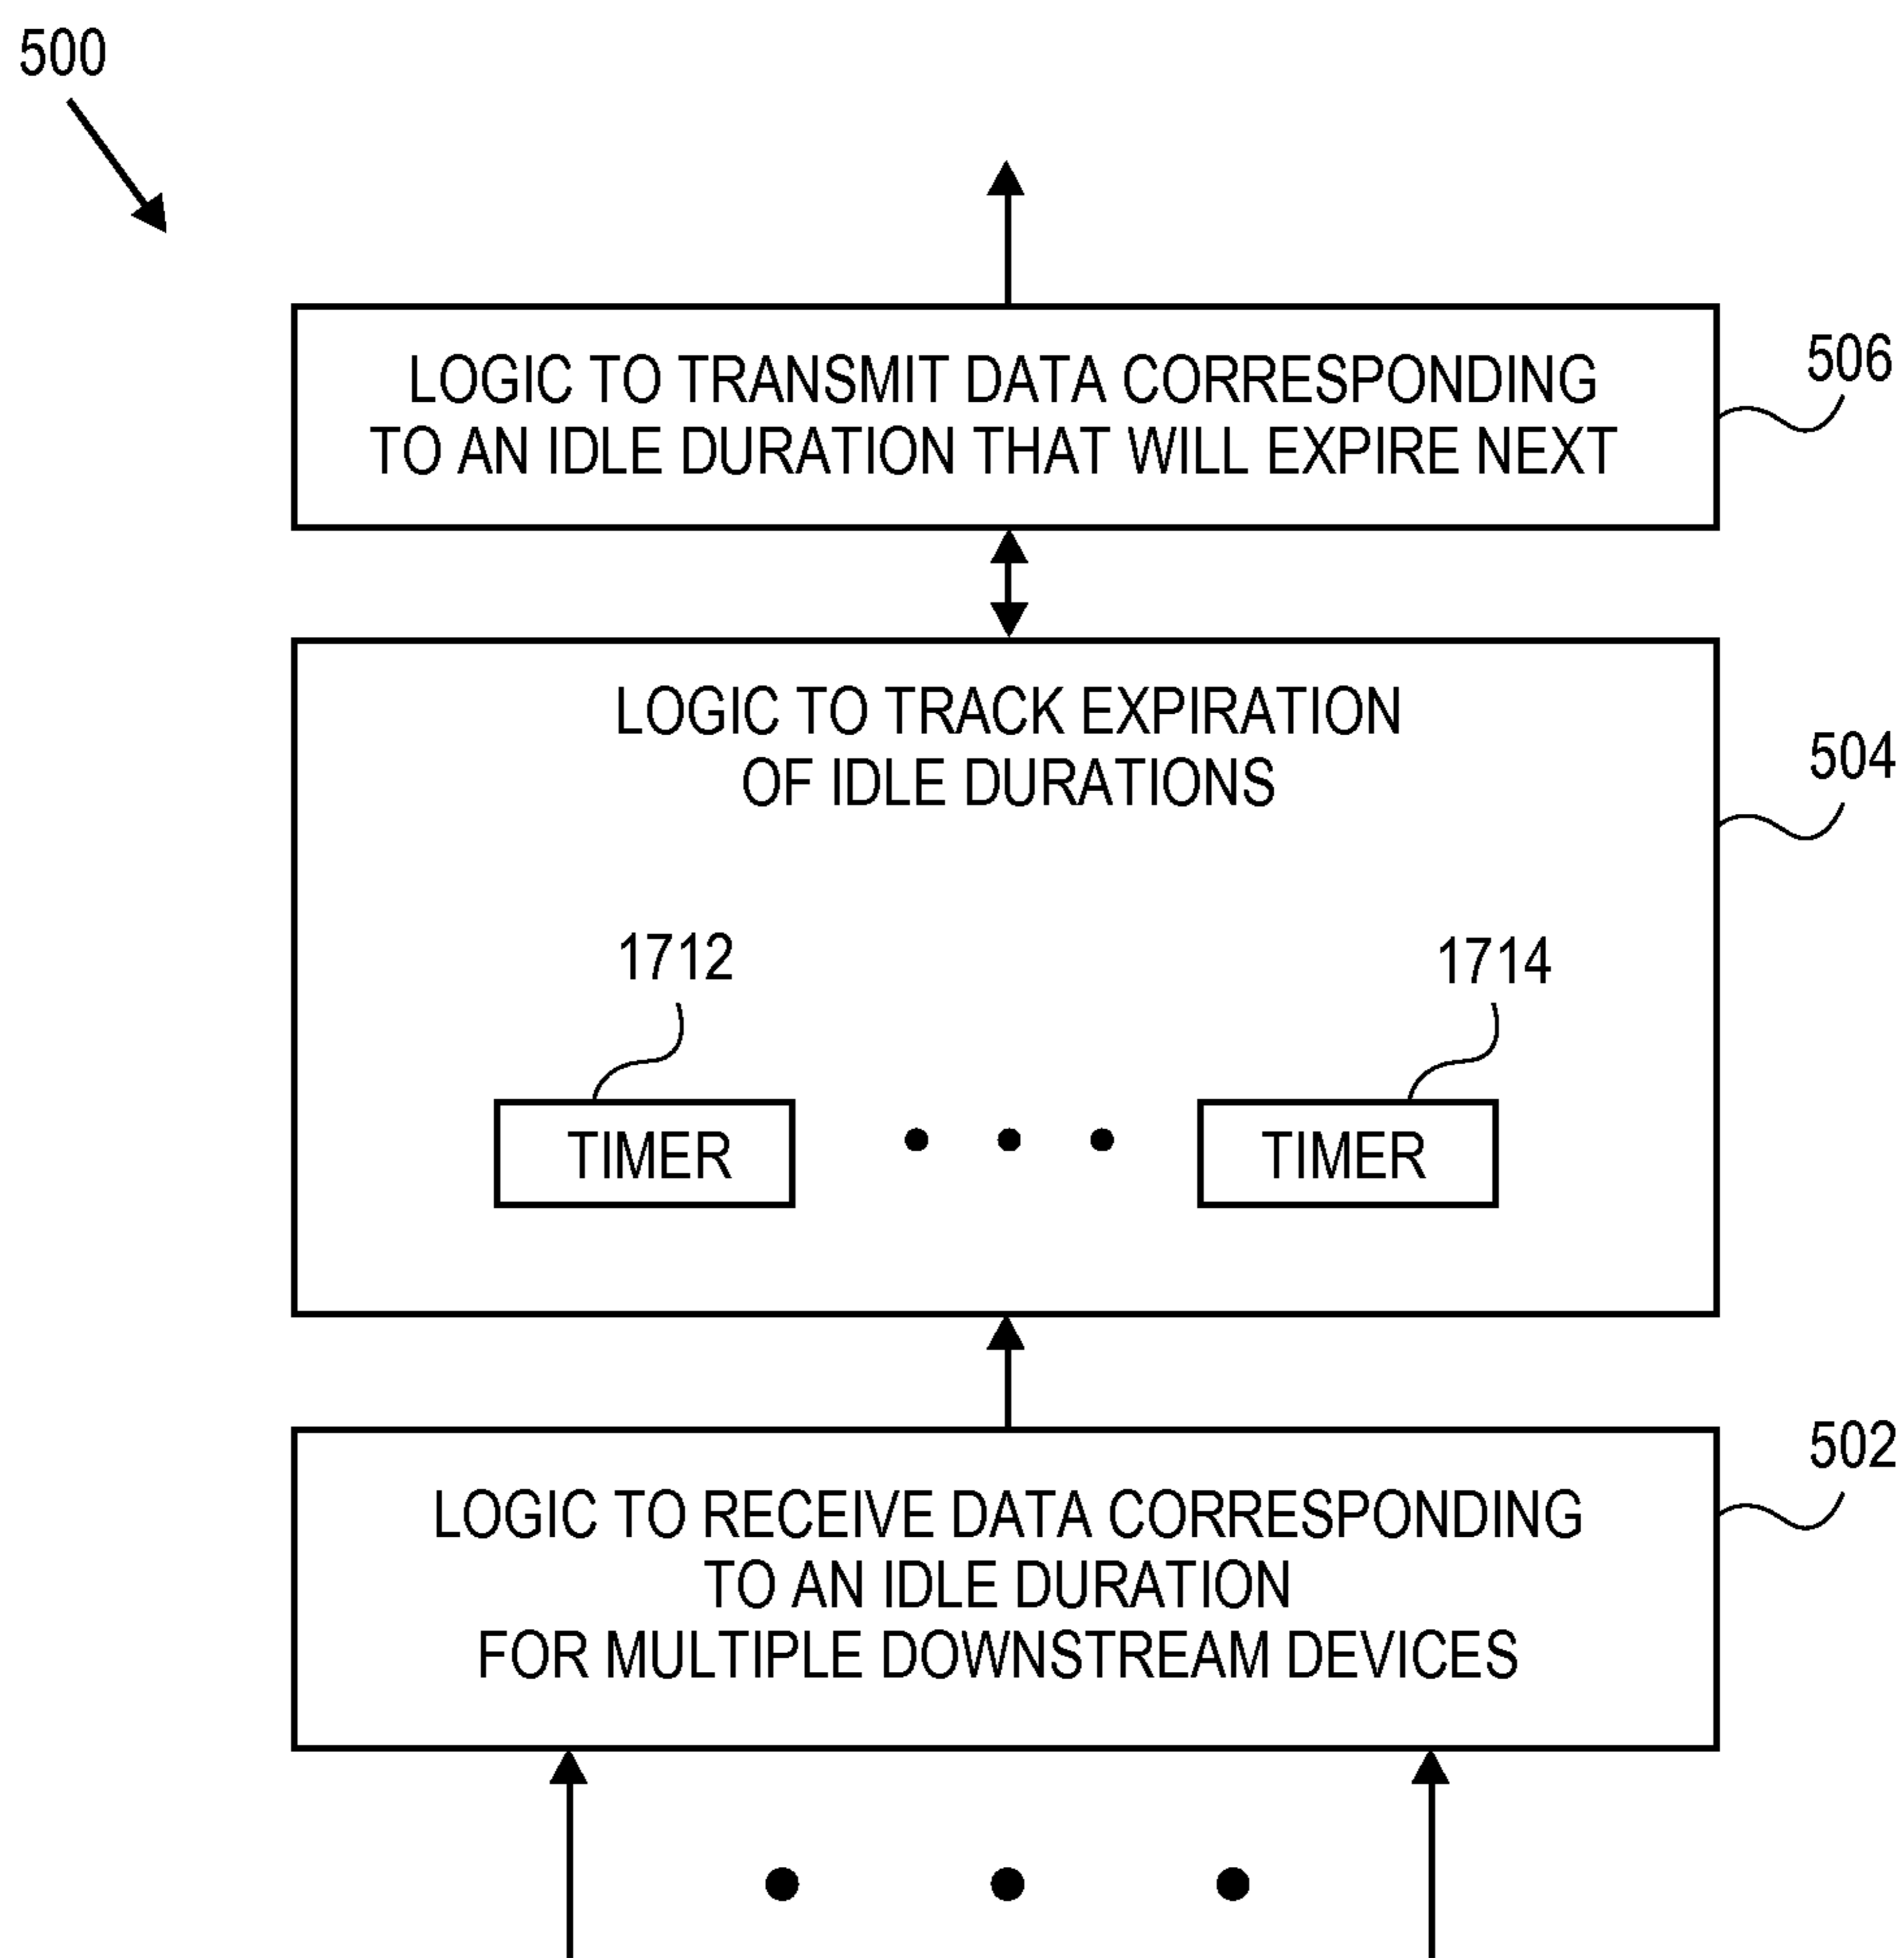 500
LOGIC TO TRANSMIT DATA CORRESPONDING
TO AN IDLE DURATION THAT WILL EXPIRE NEXT
506
LOGIC TO TRACK EXPIRATION
OF IDLE DURATIONS
504
1712
1714
TIMER
TIMER
502
LOGIC TO RECEIVE DATA CORRESPONDING
TO AN IDLE DURATION
FOR MULTIPLE DOWNSTREAM DEVICES